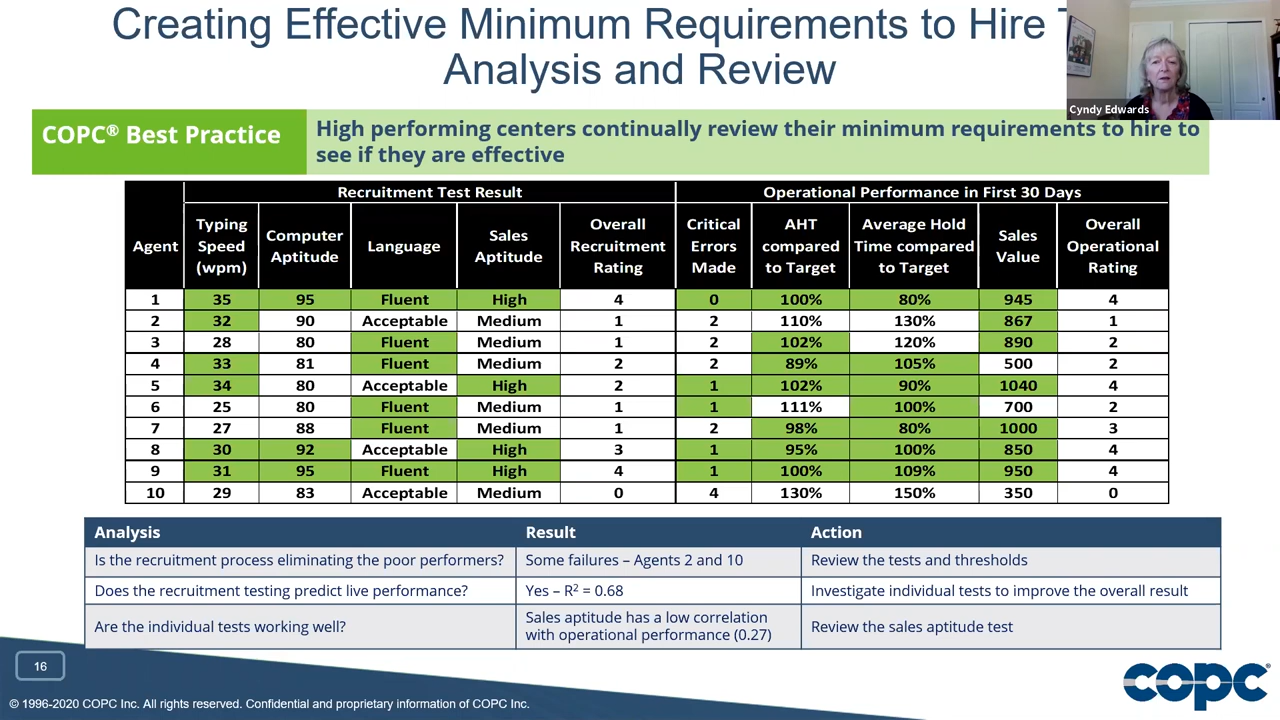 Creating Effective Minimum Requirements to Hire
Analysis and Review
Cyndy Edwards
COPC® Best Practice
High performing centers continually review their minimum requirements to hire to
see if they are effective
Recruitment Test Result Operational Performance in First 30 Days
Agent Typing Speed (wpm) Computer Aptitude Language Sales Aptitude Overall Recruitment Rating Critical Errors Made AHT compared to Target Average Hold Time compared to Target Sales Value Overall Operational Rating
1 35 95 Fluent High 4 0 100% 80% 945 4
2 32 90 Acceptable Medium 1 2 110% 130% 867 1
3 28 80 Fluent Medium 1 2 102% 120% 890 2
4 33 81 Fluent Medium 2 2 89% 105% 500 2
5 34 80 Acceptable High 2 1 102% 90% 1040 4
6 25 80 Fluent Medium 1 1 111% 100% 700 2
7 27 88 Fluent Medium 1 2 98% 80% 1000 3
8 30 92 Acceptable High 3 1 95% 100% 850 4
9 31 95 Fluent High 4 1 100% 109% 950 4
10 29 83 Acceptable Medium 0 4 130% 150% 350 0
Analysis Result Action
Is the recruitment process eliminating the poor performers? Some failures – Agents 2 and 10 Review the tests and thresholds
Does the recruitment testing predict live performance? Yes – R² = 0.68 Investigate individual tests to improve the overall result
Are the individual tests working well? Sales aptitude has a low correlation with operational performance (0.27) Review the sales aptitude test
16
© 1996-2020 COPC Inc. All rights reserved. Confidential and proprietary information of COPC Inc.
copc®